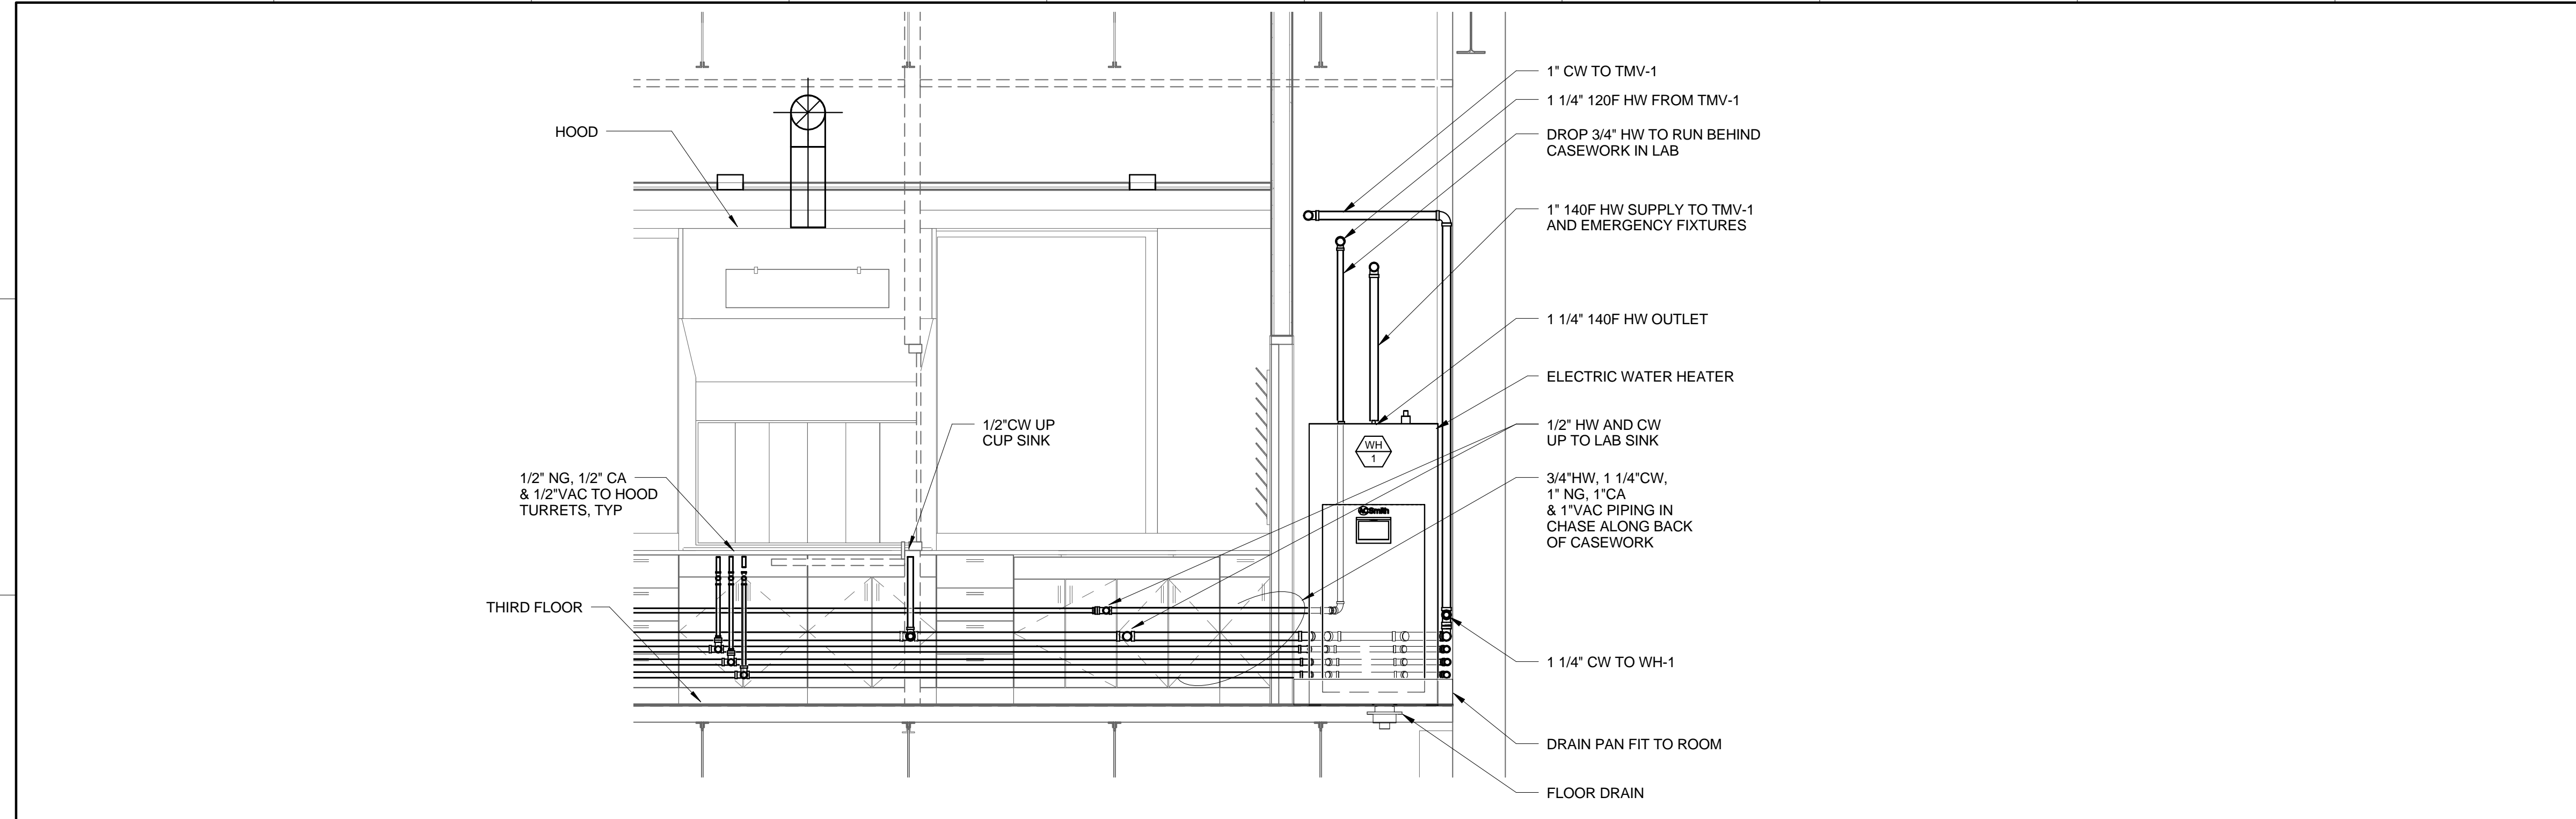 HOOD
1/2"CW UP
CUP SINK
1/2" NG, 1/2" CA
& 1/2"VAC TO HOOD
TURRETS, TYP
THIRD FLOOR
1" CW TO TMV-1
1 1/4" 120F HW FROM TMV-1
DROP 3/4" HW TO RUN BEHIND
CASEWORK IN LAB
1" 140F HW SUPPLY TO TMV-1
AND EMERGENCY FIXTURES
1 1/4" 140F HW OUTLET
ELECTRIC WATER HEATER
1/2" HW AND CW
UP TO LAB SINK
WH
1
AOSmith
3/4"HW, 1 1/4"CW,
1" NG, 1"CA
& 1"VAC PIPING IN
CHASE ALONG BACK
OF CASEWORK
1 1/4" CW TO WH-1
DRAIN PAN FIT TO ROOM
FLOOR DRAIN